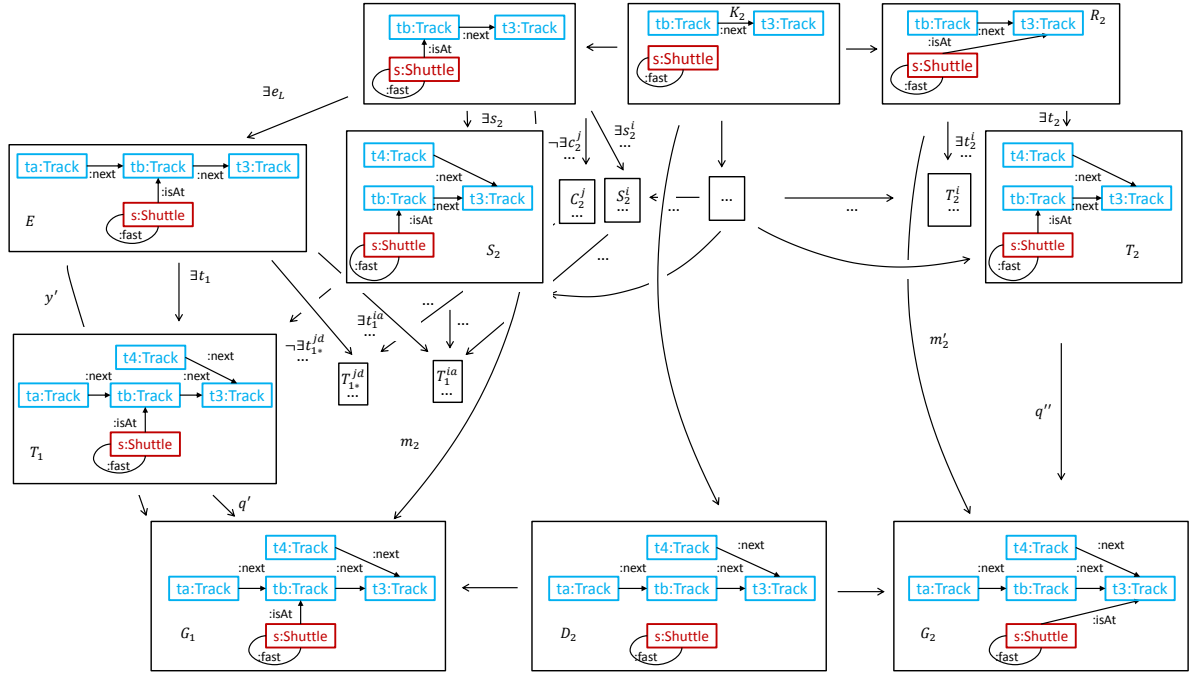 tb:Track :next t3:Track
:isAt
s:Shuttle
:fast
K₂
tb:Track :next t3:Track
s:Shuttle
:fast
R₂
tb:Track :next t3:Track
:isAt
s:Shuttle
:fast
∃e_L
∃s₂
¬∃c₂ʲ
...
∃s₂ⁱ
...
∃t₂ⁱ
...
∃t₂
ta:Track :next tb:Track :next t3:Track
:isAt
s:Shuttle
:fast
E
t4:Track
:next
tb:Track :next t3:Track
:isAt
s:Shuttle
:fast
S₂
C₂ʲ
...
S₂ⁱ
...
...
...
...
T₂ⁱ
...
t4:Track
:next
tb:Track :next t3:Track
:isAt
s:Shuttle
:fast
T₂
y′
∃t₁
...
...
...
¬∃t₁*ʲᵈ
...
∃t₁ⁱᵃ
...
T₁*ʲᵈ
...
T₁ⁱᵃ
...
t4:Track :next
:next :next
ta:Track tb:Track t3:Track
:isAt
s:Shuttle
:fast
T₁
m₂
m₂′
q′′
q′
t4:Track :next
:next :next
ta:Track tb:Track t3:Track
:isAt
s:Shuttle
:fast
G₁
t4:Track :next
:next :next
ta:Track tb:Track t3:Track
s:Shuttle
:fast
D₂
t4:Track :next
:next :next
ta:Track tb:Track t3:Track
:isAt
s:Shuttle
:fast
G₂